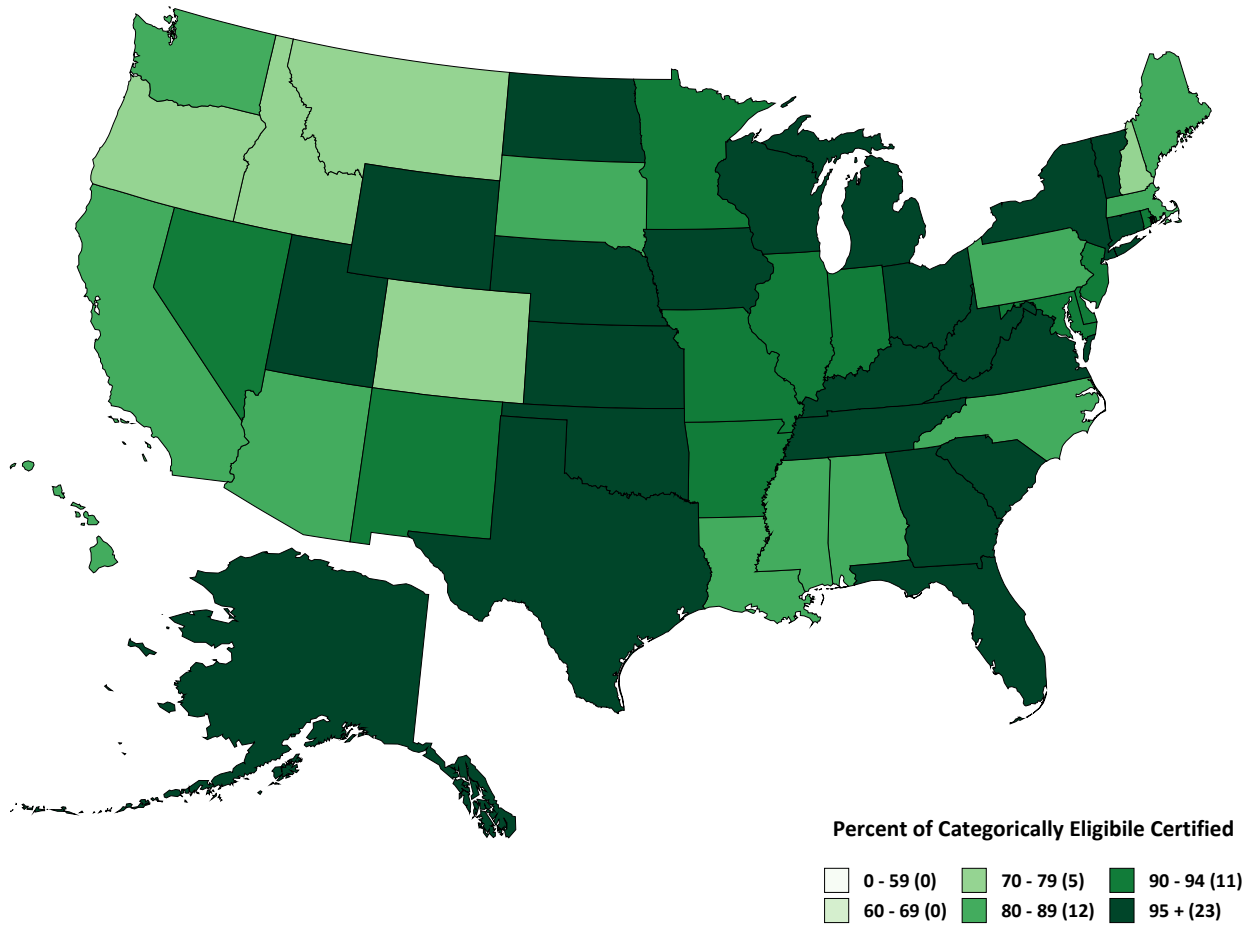 Percent of Categorically Eligibile Certified
0 - 59 (0) 70 - 79 (5) 90 - 94 (11)
60 - 69 (0) 80 - 89 (12) 95 + (23)